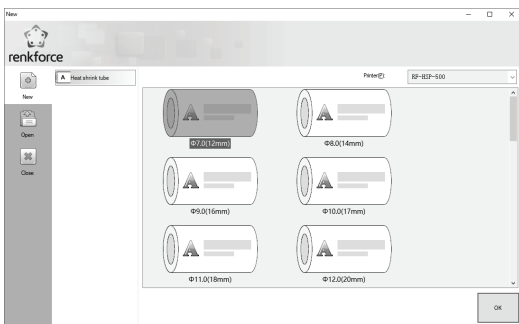 New
renkforce
New
Open
Close
A Heat shrink tube
Printer(P):
RF-HSP-500
A
Φ7.0(12mm)
A
Φ8.0(14mm)
A
Φ9.0(16mm)
A
Φ10.0(17mm)
A
Φ11.0(18mm)
A
Φ12.0(20mm)
OK